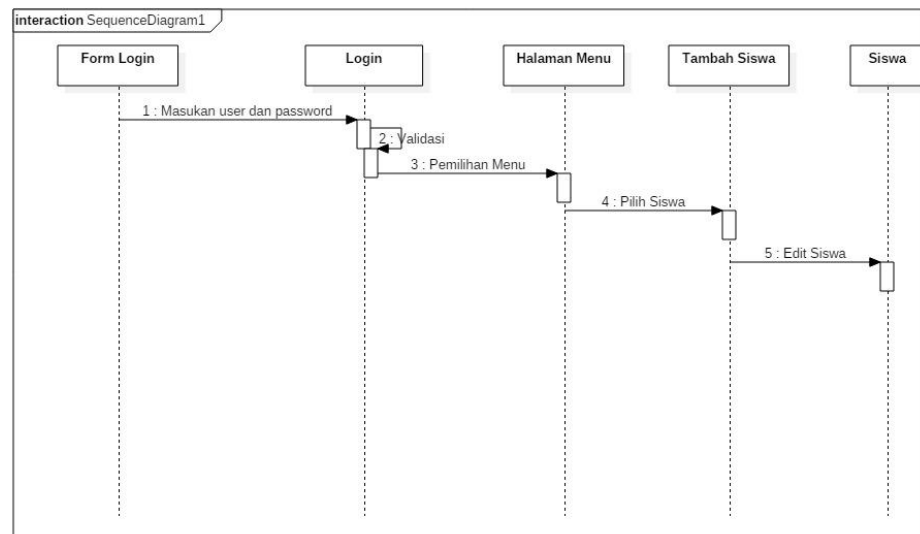 interaction SequenceDiagram1
Form Login
Login
Halaman Menu
Tambah Siswa
Siswa
1 : Masukan user dan password
2 : Validasi
3 : Pemilihan Menu
4 : Pilih Siswa
5 : Edit Siswa